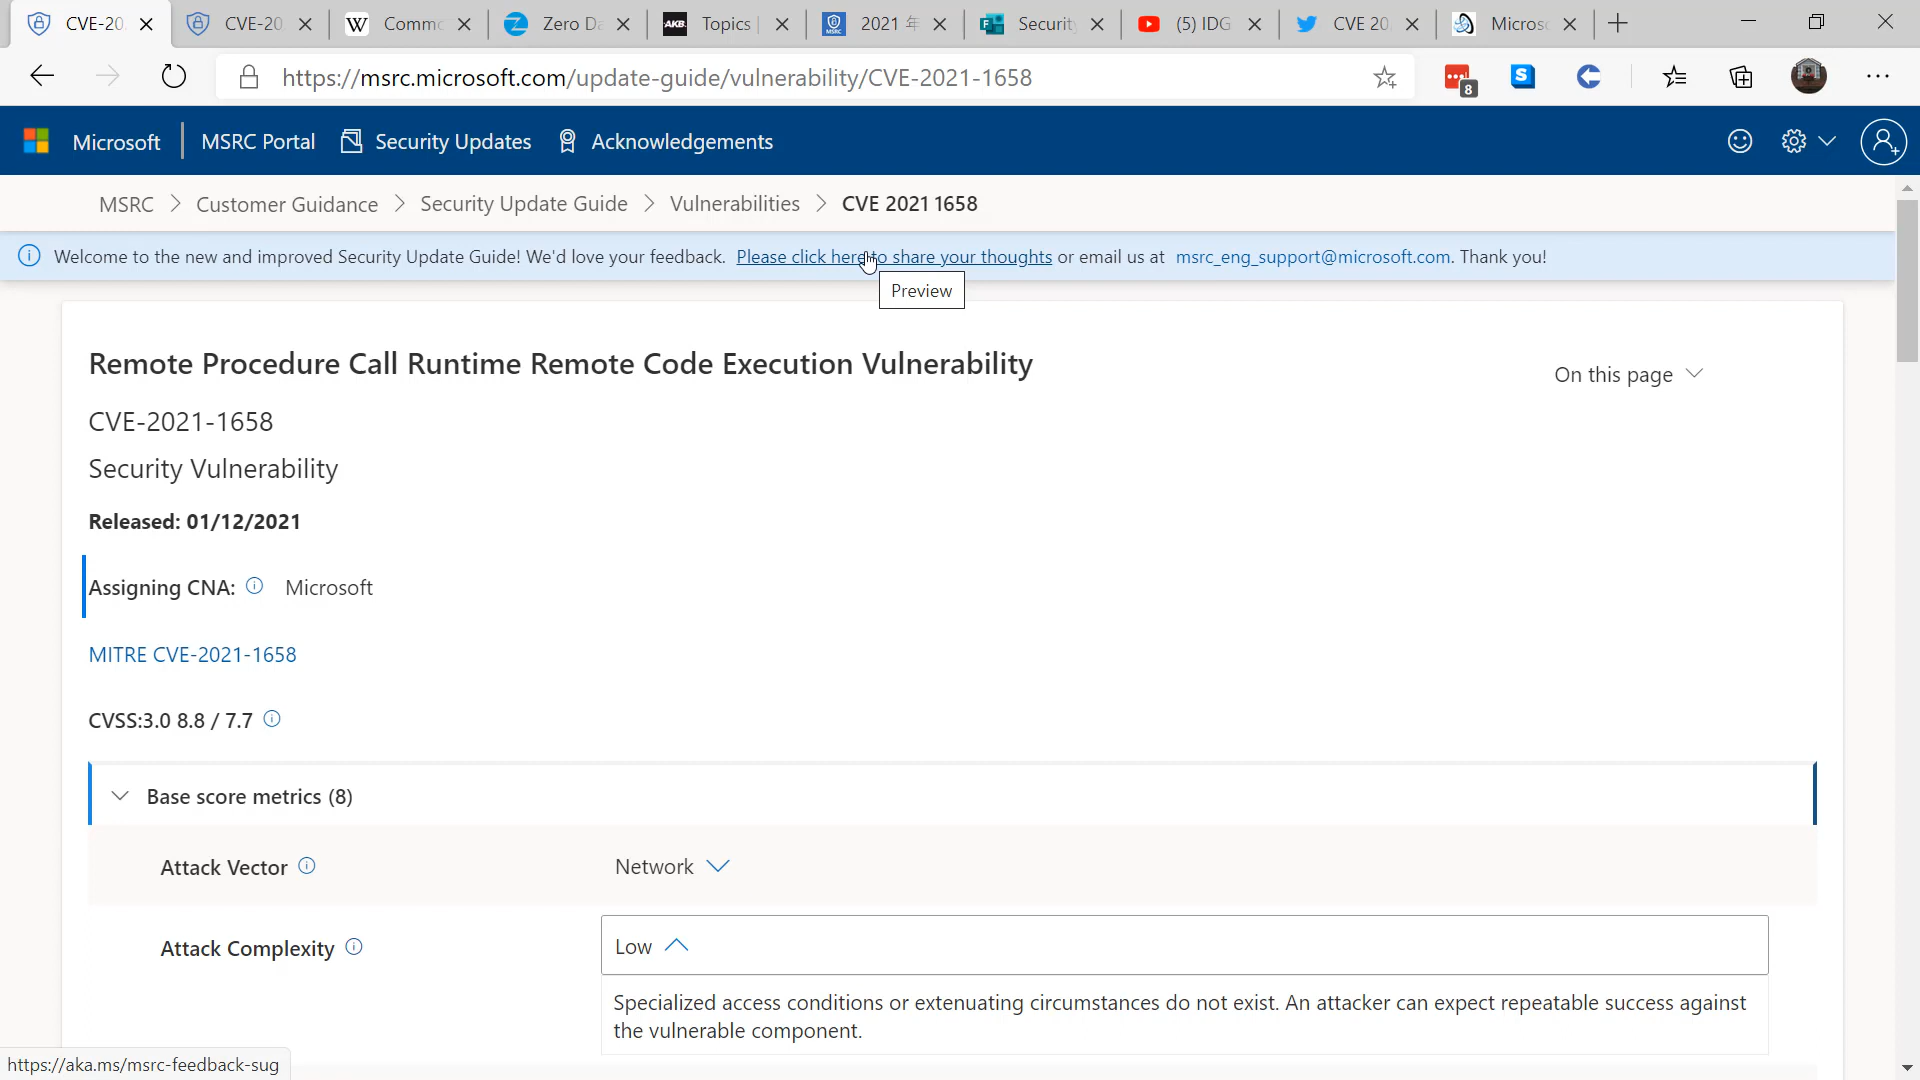 CVE-20
CVE-20
W Commo
Zero Da
AKB Topics |
2021 年
Security
(5) IDG
CVE 20
Micros
https://msrc.microsoft.com/update-guide/vulnerability/CVE-2021-1658
8
S
Microsoft
MSRC Portal
Security Updates
Acknowledgements
MSRC > Customer Guidance > Security Update Guide > Vulnerabilities > CVE 2021 1658
Welcome to the new and improved Security Update Guide! We'd love your feedback. Please click here to share your thoughts or email us at msrc_eng_support@microsoft.com. Thank you!
Preview
Remote Procedure Call Runtime Remote Code Execution Vulnerability
On this page
CVE-2021-1658
Security Vulnerability
Released: 01/12/2021
Assigning CNA: Microsoft
MITRE CVE-2021-1658
CVSS:3.0 8.8 / 7.7
Base score metrics (8)
Attack Vector
Network
Attack Complexity
Low
Specialized access conditions or extenuating circumstances do not exist. An attacker can expect repeatable success against
the vulnerable component.
https://aka.ms/msrc-feedback-sug